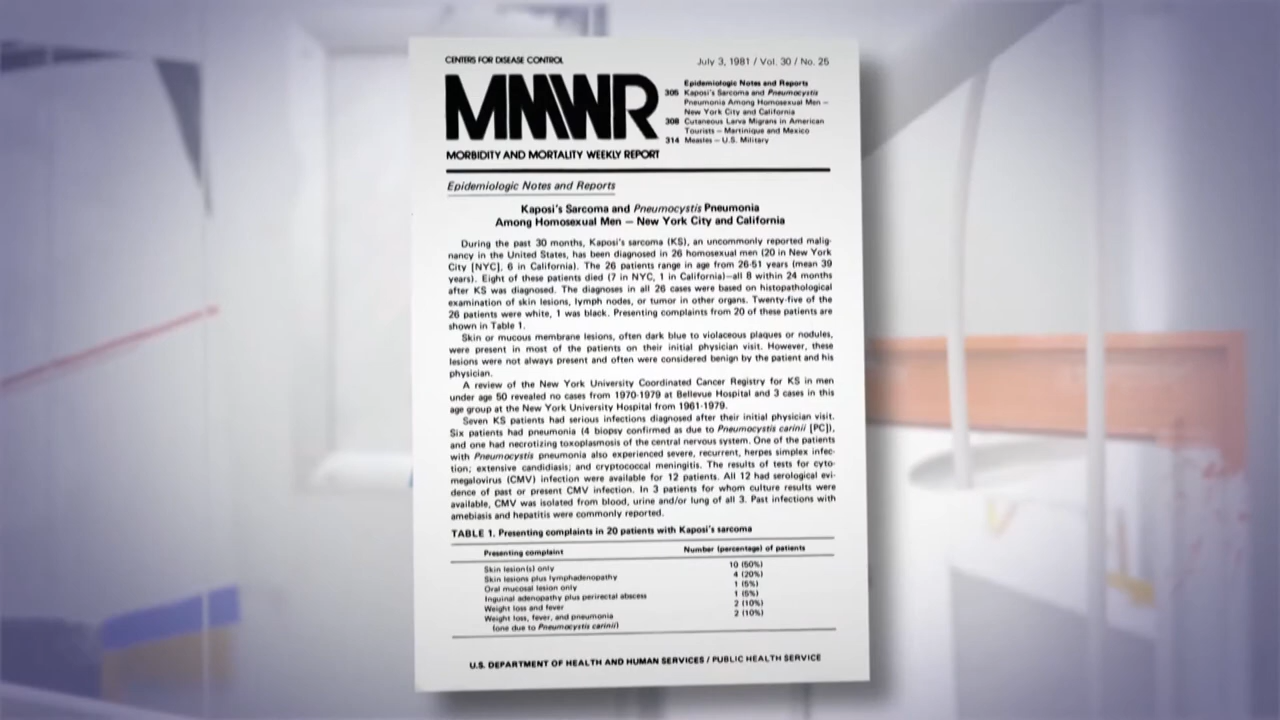 CENTERS FOR DISEASE CONTROL
July 3, 1981 / Vol. 30 / No. 25
MMWR
MORBIDITY AND MORTALITY WEEKLY REPORT
Epidemiologic Notes and Reports
305 Kaposi's Sarcoma and Pneumocystis
Pneumonia Among Homosexual Men –
New York City and California
308 Cutaneous Larva Migrans in American
Tourists – Martinique and Mexico
314 Measles – U.S. Military
Epidemiologic Notes and Reports
Kaposi's Sarcoma and Pneumocystis Pneumonia
Among Homosexual Men – New York City and California
During the past 30 months, Kaposi's sarcoma (KS), an uncommonly reported malig-
nancy in the United States, has been diagnosed in 26 homosexual men (20 in New York
City [NYC], 6 in California). The 26 patients range in age from 26-51 years (mean 39
years). Eight of these patients died (7 in NYC, 1 in California)—all 8 within 24 months
after KS was diagnosed. The diagnoses in all 26 cases were based on histopathological
examination of skin lesions, lymph nodes, or tumor in other organs. Twenty-five of the
26 patients were white, 1 was black. Presenting complaints from 20 of these patients are
shown in Table 1.
Skin or mucous membrane lesions, often dark blue to violaceous plaques or nodules,
were present in most of the patients on their initial physician visit. However, these
lesions were not always present and often were considered benign by the patient and his
physician.
A review of the New York University Coordinated Cancer Registry for KS in men
under age 50 revealed no cases from 1970-1979 at Bellevue Hospital and 3 cases in this
age group at the New York University Hospital from 1961-1979.
Seven KS patients had serious infections diagnosed after their initial physician visit.
Six patients had pneumonia (4 biopsy confirmed as due to Pneumocystis carinii [PC]),
and one had necrotizing toxoplasmosis of the central nervous system. One of the patients
with Pneumocystis pneumonia also experienced severe, recurrent, herpes simplex infec-
tion; extensive candidiasis; and cryptococcal meningitis. The results of tests for cyto-
megalovirus (CMV) infection were available for 12 patients. All 12 had serological evi-
dence of past or present CMV infection. In 3 patients for whom culture results were
available, CMV was isolated from blood, urine and/or lung of all 3. Past infections with
amebiasis and hepatitis were commonly reported.
TABLE 1. Presenting complaints in 20 patients with Kaposi's sarcoma
Presenting complaint Number (percentage) of patients
Skin lesion(s) only 10 (50%)
Skin lesions plus lymphadenopathy 4 (20%)
Oral mucosal lesion only 1 (5%)
Inguinal adenopathy plus perirectal abscess 1 (5%)
Weight loss and fever 2 (10%)
Weight loss, fever, and pneumonia 2 (10%)
(one due to Pneumocystis carinii)
U.S. DEPARTMENT OF HEALTH AND HUMAN SERVICES / PUBLIC HEALTH SERVICE